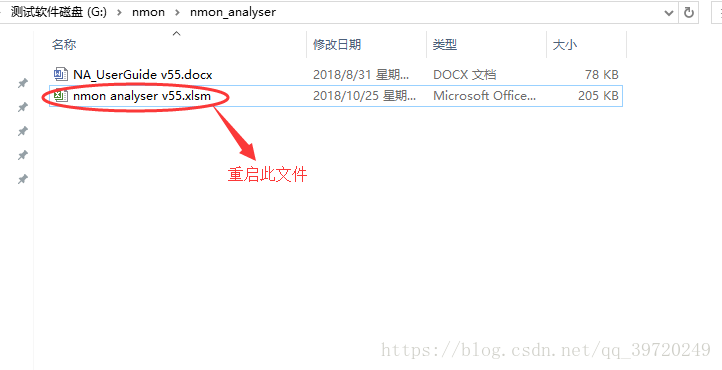 测试软件磁盘 (G:) › nmon › nmon_analyser
名称 修改日期 类型 大小
NA_UserGuide v55.docx 2018/8/31 星期... DOCX 文档 78 KB
nmon analyser v55.xlsm 2018/10/25 星期... Microsoft Office... 205 KB
重启此文件
https://blog.csdn.net/qq_39720249